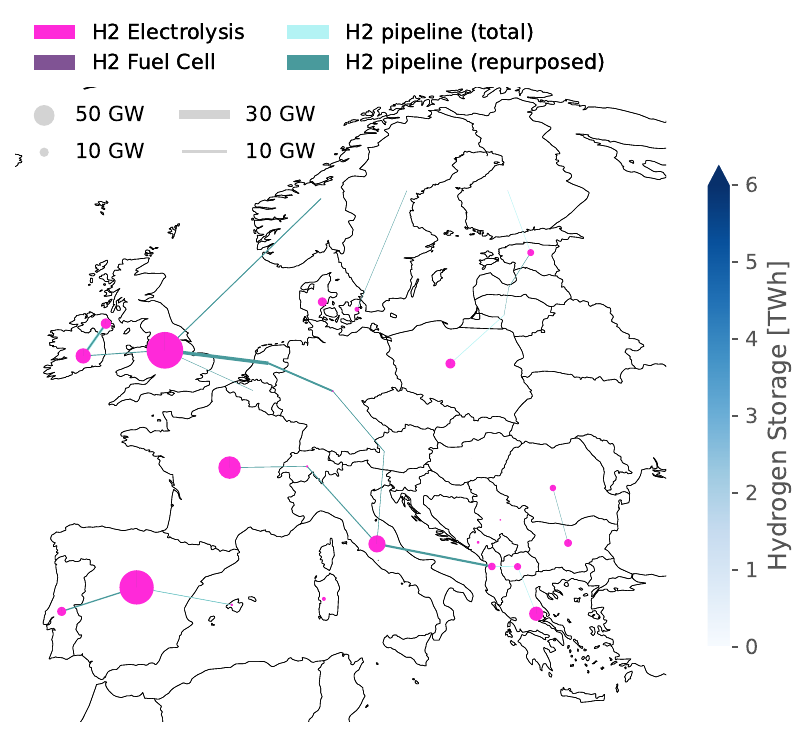 H2 Electrolysis
H2 Fuel Cell
H2 pipeline (total)
H2 pipeline (repurposed)
50 GW
10 GW
30 GW
10 GW
6
5
4
3
2
1
0
Hydrogen Storage [TWh]